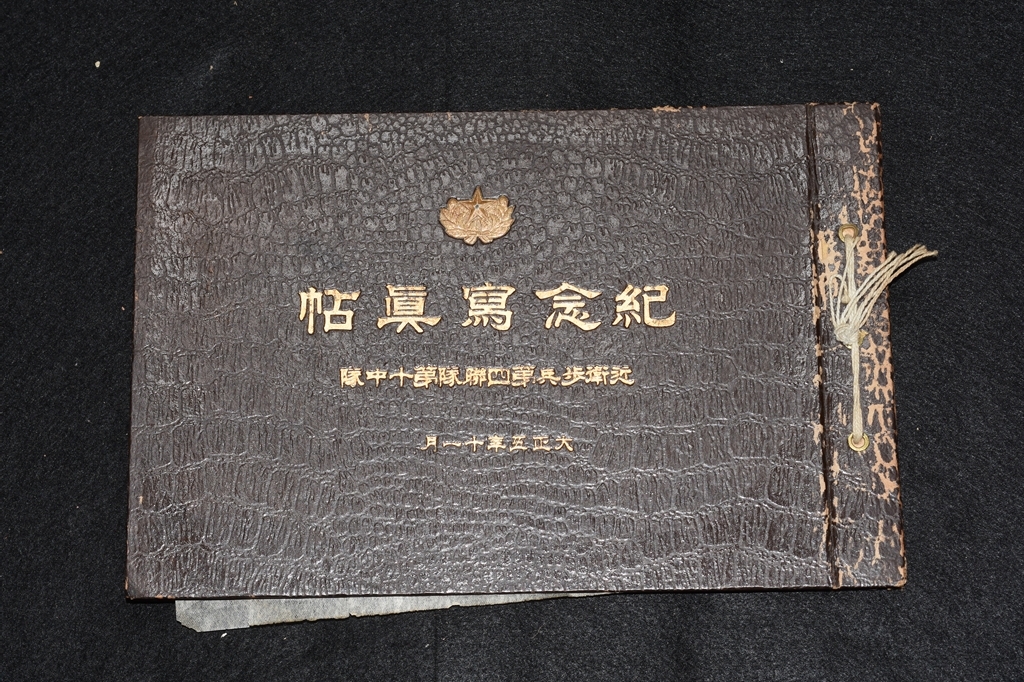 紀念寫眞帖
近衛歩兵第四聯隊第十中隊
大正五年十一月